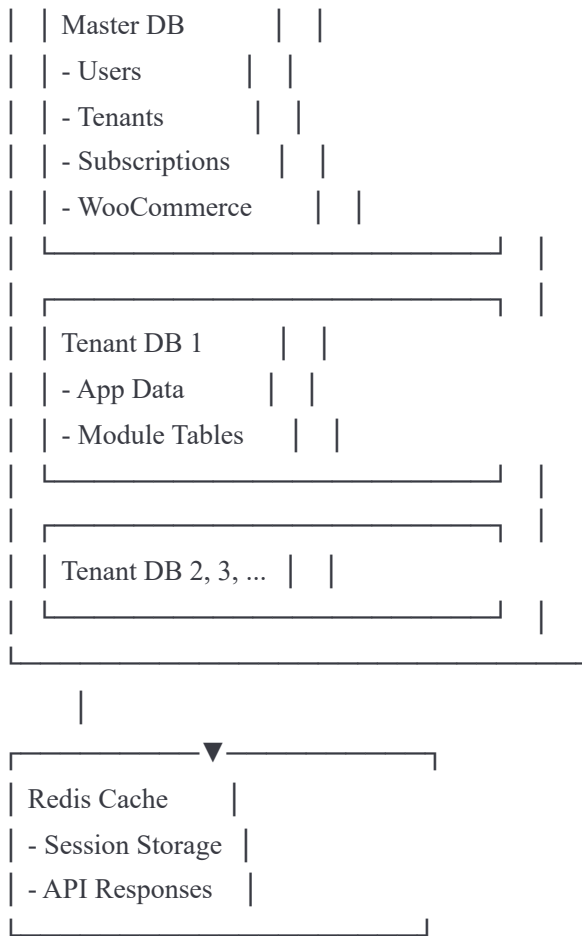 Master DB
- Users
- Tenants
- Subscriptions
- WooCommerce
Tenant DB 1
- App Data
- Module Tables
Tenant DB 2, 3, ...
Redis Cache
- Session Storage
- API Responses